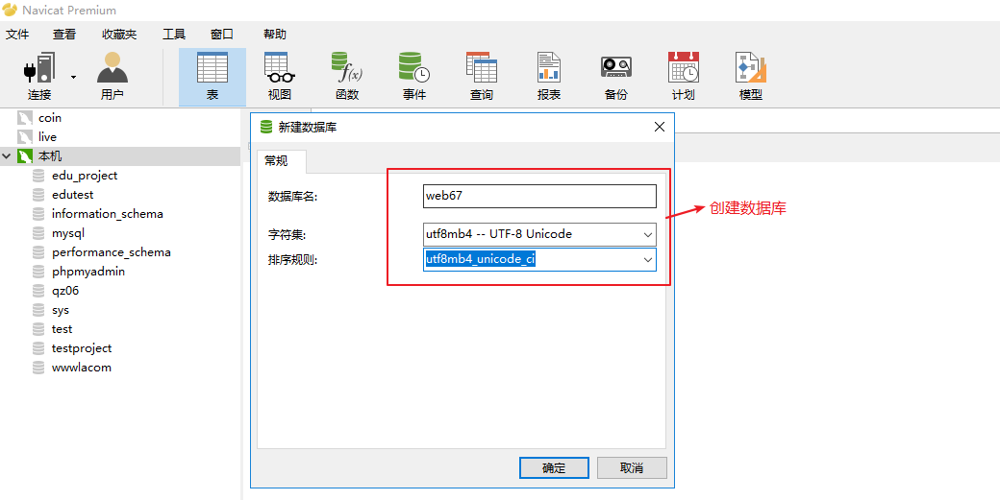 Navicat Premium
文件 查看 收藏夹 工具 窗口 帮助
f(x)
连接 用户 表 视图 函数 事件 查询 报表 备份 计划 模型
coin
live
本机
edu_project
edutest
information_schema
mysql
performance_schema
phpmyadmin
qz06
sys
test
testproject
wwwlacom
新建数据库
常规
数据库名: web67
字符集: utf8mb4 -- UTF-8 Unicode
排序规则: utf8mb4_unicode_ci
创建数据库
确定 取消